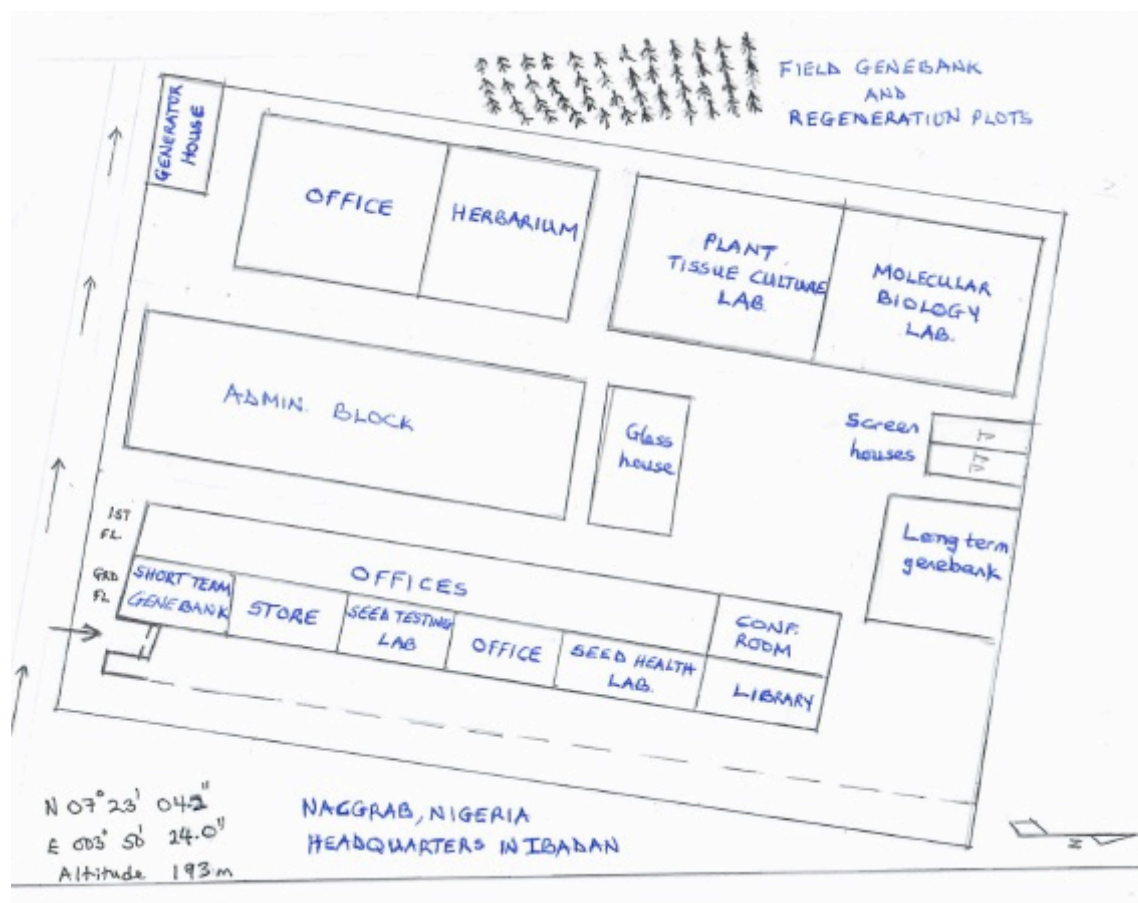 FIELD GENEBANK
AND
REGENERATION PLOTS
GENERATOR
HOUSE
OFFICE
HERBARIUM
PLANT
TISSUE CULTURE
LAB.
MOLECULAR
BIOLOGY
LAB.
ADMIN. BLOCK
Glass
house
Screen
houses
Long term
genebank
1ST
FL.
GRD
FL
OFFICES
SHORT TERM
GENEBANK
STORE
SEED TESTING
LAB
OFFICE
SEED HEALTH
LAB.
CONF.
ROOM
LIBRARY
N 07° 23' 04.2"
E 003° 50' 24.0"
Altitude 193m
NACGRAB, NIGERIA
HEADQUARTERS IN IBADAN
N